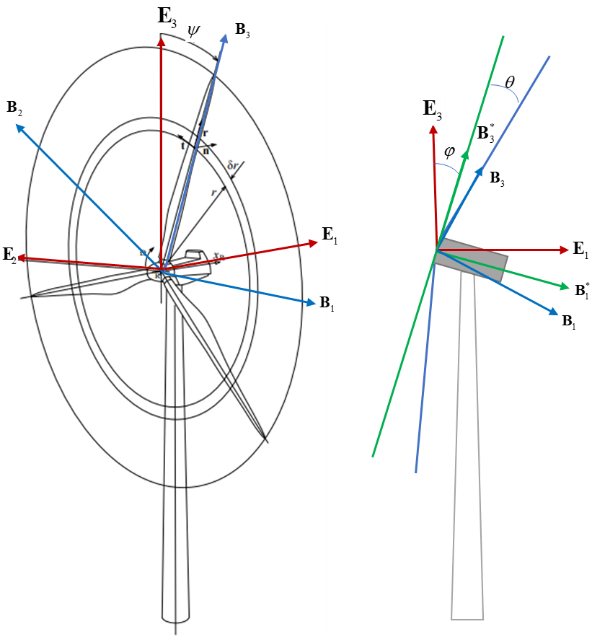 E₃
ψ
B₃
B₂
r
t
n
δr
r
E₁
E₂
B₁
θ
E₃
B₃*
φ
B₃
E₁
B₁*
B₁